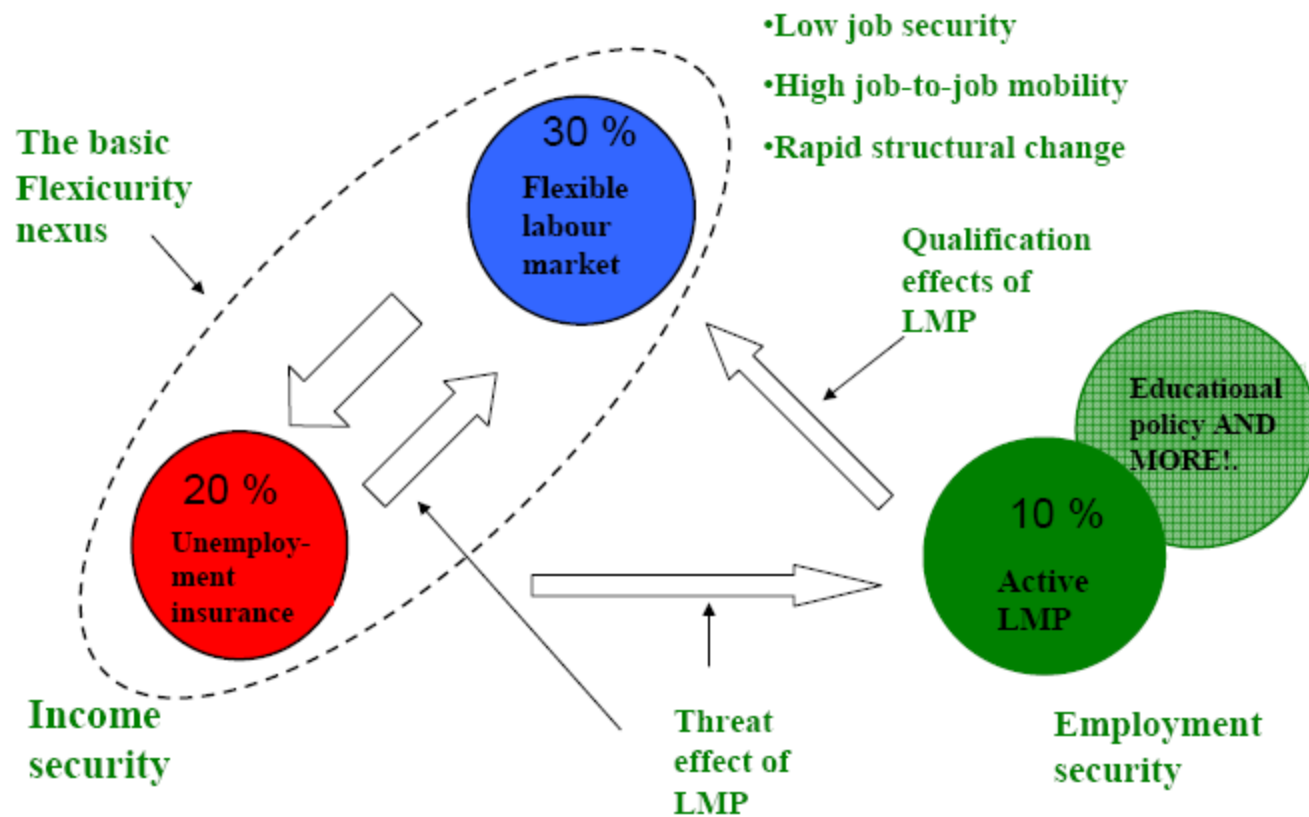 •Low job security
•High job-to-job mobility
•Rapid structural change
The basic
Flexicurity
nexus
30 %
Flexible
labour
market
Qualification
effects of
LMP
Educational
policy AND
MORE!.
20 %
Unemploy-
ment
insurance
10 %
Active
LMP
Income
security
Threat
effect of
LMP
Employment
security